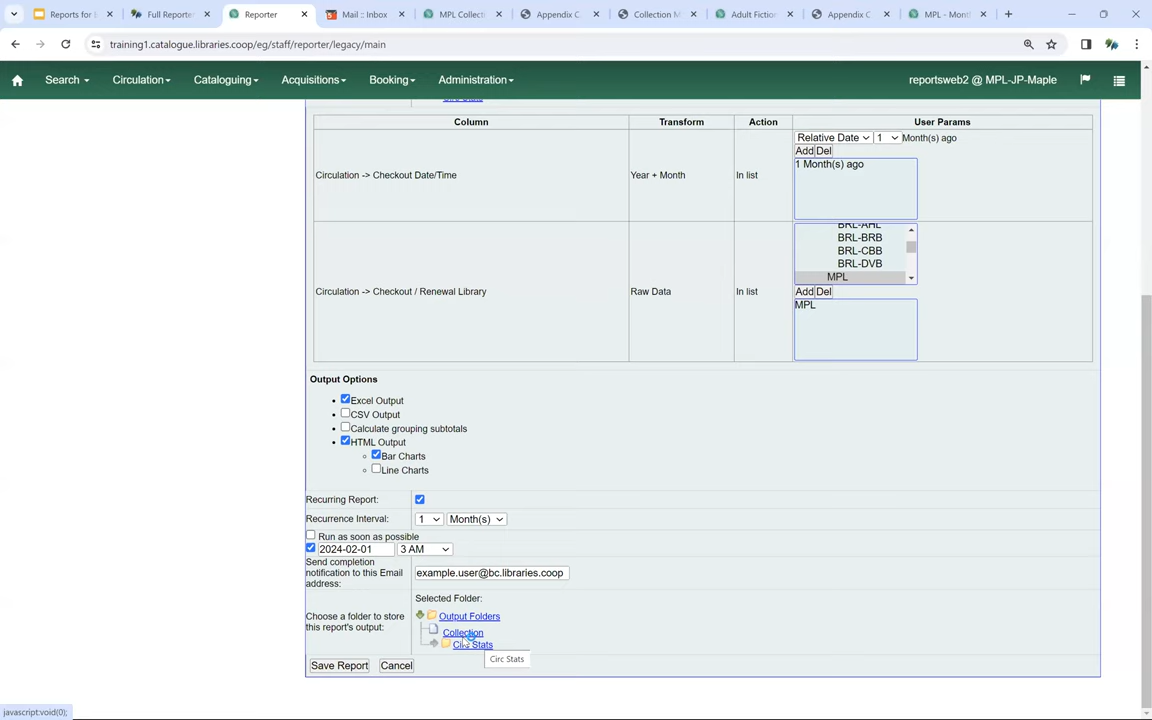 Reports for
Full Reporter
Reporter
Mail :: Inbox
MPL Collect
Appendix C
Collection M
Adult Fiction
Appendix C
MPL - Mont
training1.catalogue.libraries.coop/eg/staff/reporter/legacy/main
Search
Circulation
Cataloguing
Acquisitions
Booking
Administration
reportsweb2 @ MPL-JP-Maple
Circ Stats
Column
Transform
Action
User Params
Circulation -> Checkout Date/Time
Year + Month
In list
Relative Date
1
Month(s) ago
Add Del
1 Month(s) ago
Circulation -> Checkout / Renewal Library
Raw Data
In list
BRL-AHL
BRL-BRB
BRL-CBB
BRL-DVB
MPL
Add Del
MPL
Output Options
Excel Output
CSV Output
Calculate grouping subtotals
HTML Output
Bar Charts
Line Charts
Recurring Report:
Recurrence Interval:
1
Month(s)
Run as soon as possible
2024-02-01
3 AM
Send completion
notification to this Email
address:
example.user@bc.libraries.coop
Choose a folder to store
this report's output:
Selected Folder:
Output Folders
Collection
Circ Stats
Circ Stats
Save Report
Cancel
javascript:void(0);